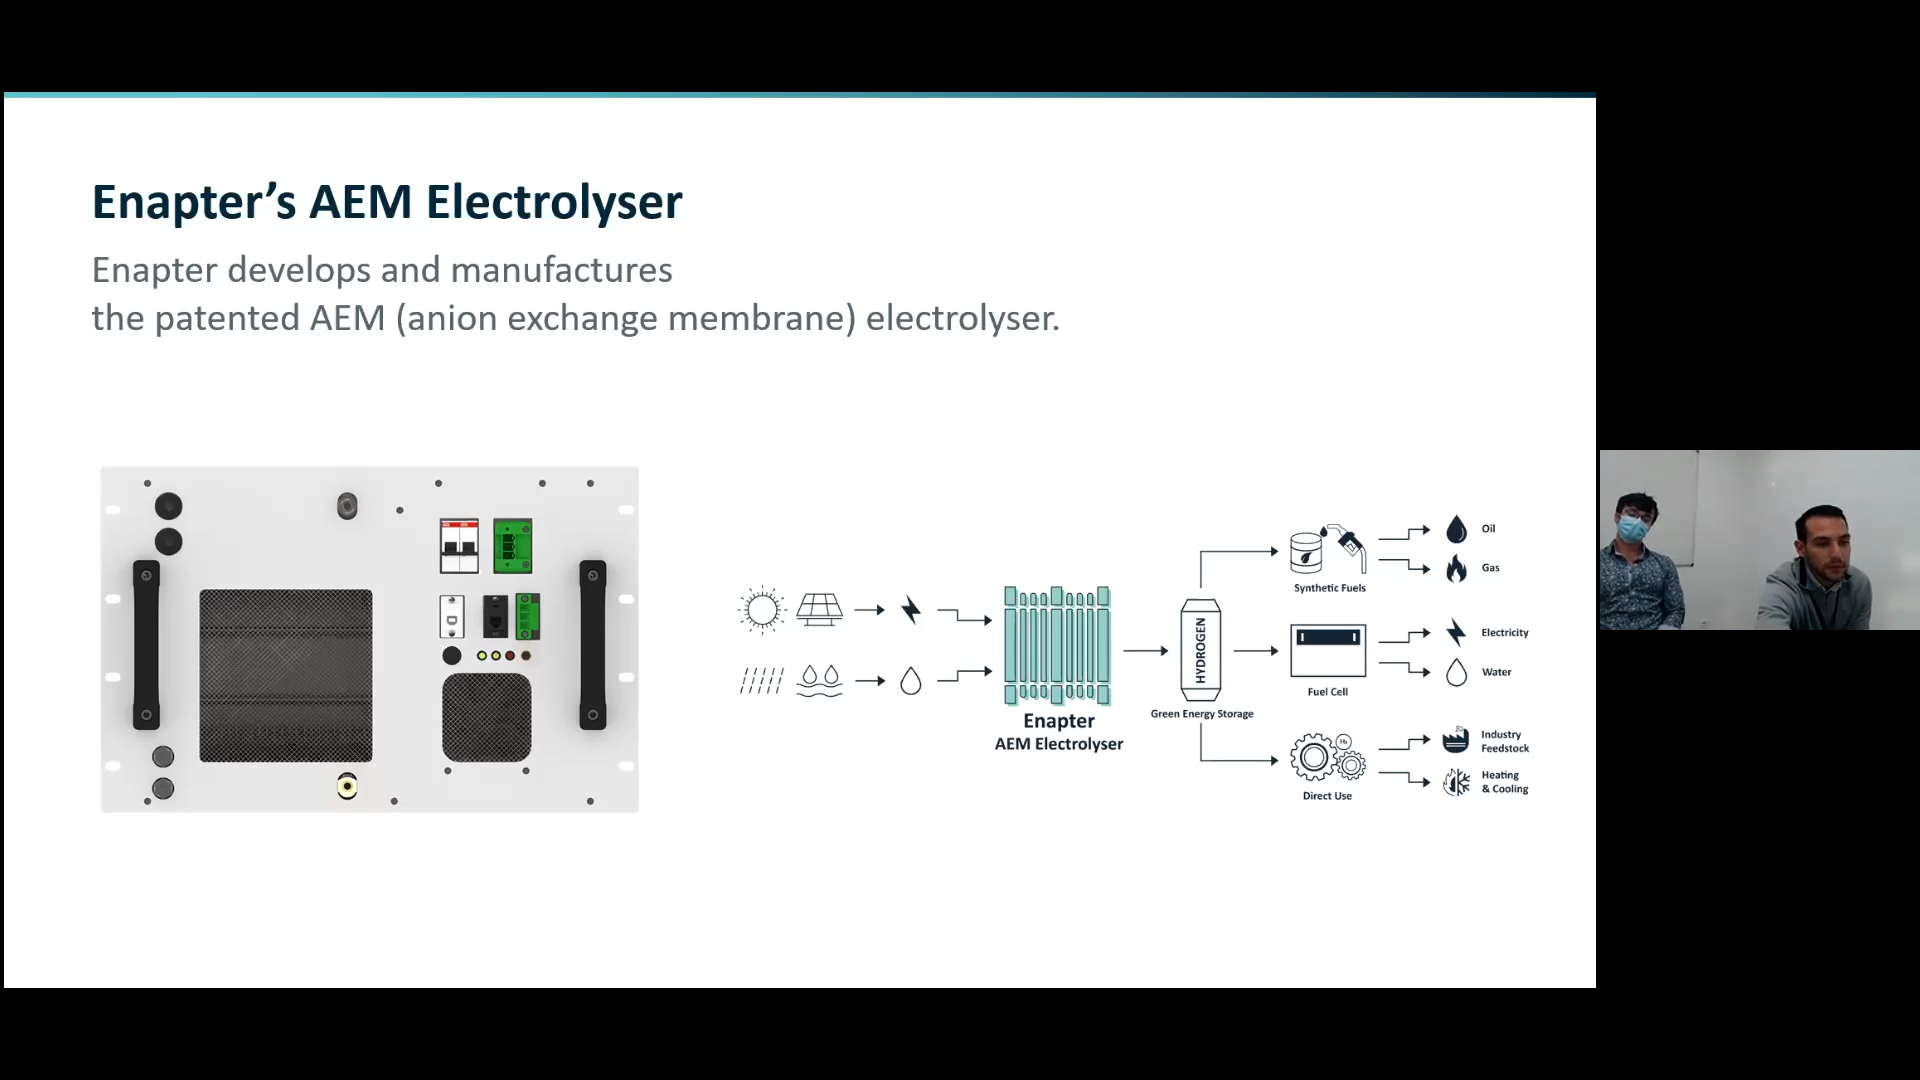 Enapter’s AEM Electrolyser
Enapter develops and manufactures
the patented AEM (anion exchange membrane) electrolyser.
Enapter
AEM Electrolyser
HYDROGEN
Green Energy Storage
Synthetic Fuels
Oil
Gas
Fuel Cell
Electricity
Water
H₂
Direct Use
Industry
Feedstock
Heating
& Cooling